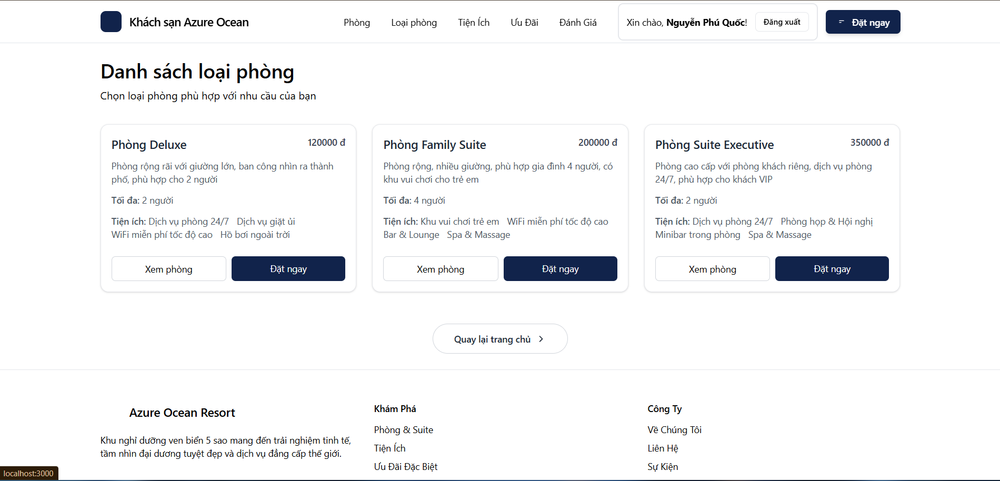 Khách sạn Azure Ocean
Phòng
Loại phòng
Tiện Ích
Ưu Đãi
Đánh Giá
Xin chào, Nguyễn Phú Quốc!
Đăng xuất
Đặt ngay
Danh sách loại phòng
Chọn loại phòng phù hợp với nhu cầu của bạn
Phòng Deluxe
120000 đ
Phòng rộng rãi với giường lớn, ban công nhìn ra thành
phố, phù hợp cho 2 người
Tối đa: 2 người
Tiện ích: Dịch vụ phòng 24/7 Dịch vụ giặt ủi
WiFi miễn phí tốc độ cao Hồ bơi ngoài trời
Xem phòng
Đặt ngay
Phòng Family Suite
200000 đ
Phòng rộng, nhiều giường, phù hợp gia đình 4 người, có
khu vui chơi cho trẻ em
Tối đa: 4 người
Tiện ích: Khu vui chơi trẻ em WiFi miễn phí tốc độ cao
Bar & Lounge Spa & Massage
Xem phòng
Đặt ngay
Phòng Suite Executive
350000 đ
Phòng cao cấp với phòng khách riêng, dịch vụ phòng
24/7, phù hợp cho khách VIP
Tối đa: 2 người
Tiện ích: Dịch vụ phòng 24/7 Phòng họp & Hội nghị
Minibar trong phòng Spa & Massage
Xem phòng
Đặt ngay
Quay lại trang chủ
Azure Ocean Resort
Khu nghỉ dưỡng ven biển 5 sao mang đến trải nghiệm tinh tế,
tầm nhìn đại dương tuyệt đẹp và dịch vụ đẳng cấp thế giới.
Khám Phá
Phòng & Suite
Tiện Ích
Ưu Đãi Đặc Biệt
Công Ty
Về Chúng Tôi
Liên Hệ
Sự Kiện
localhost:3000